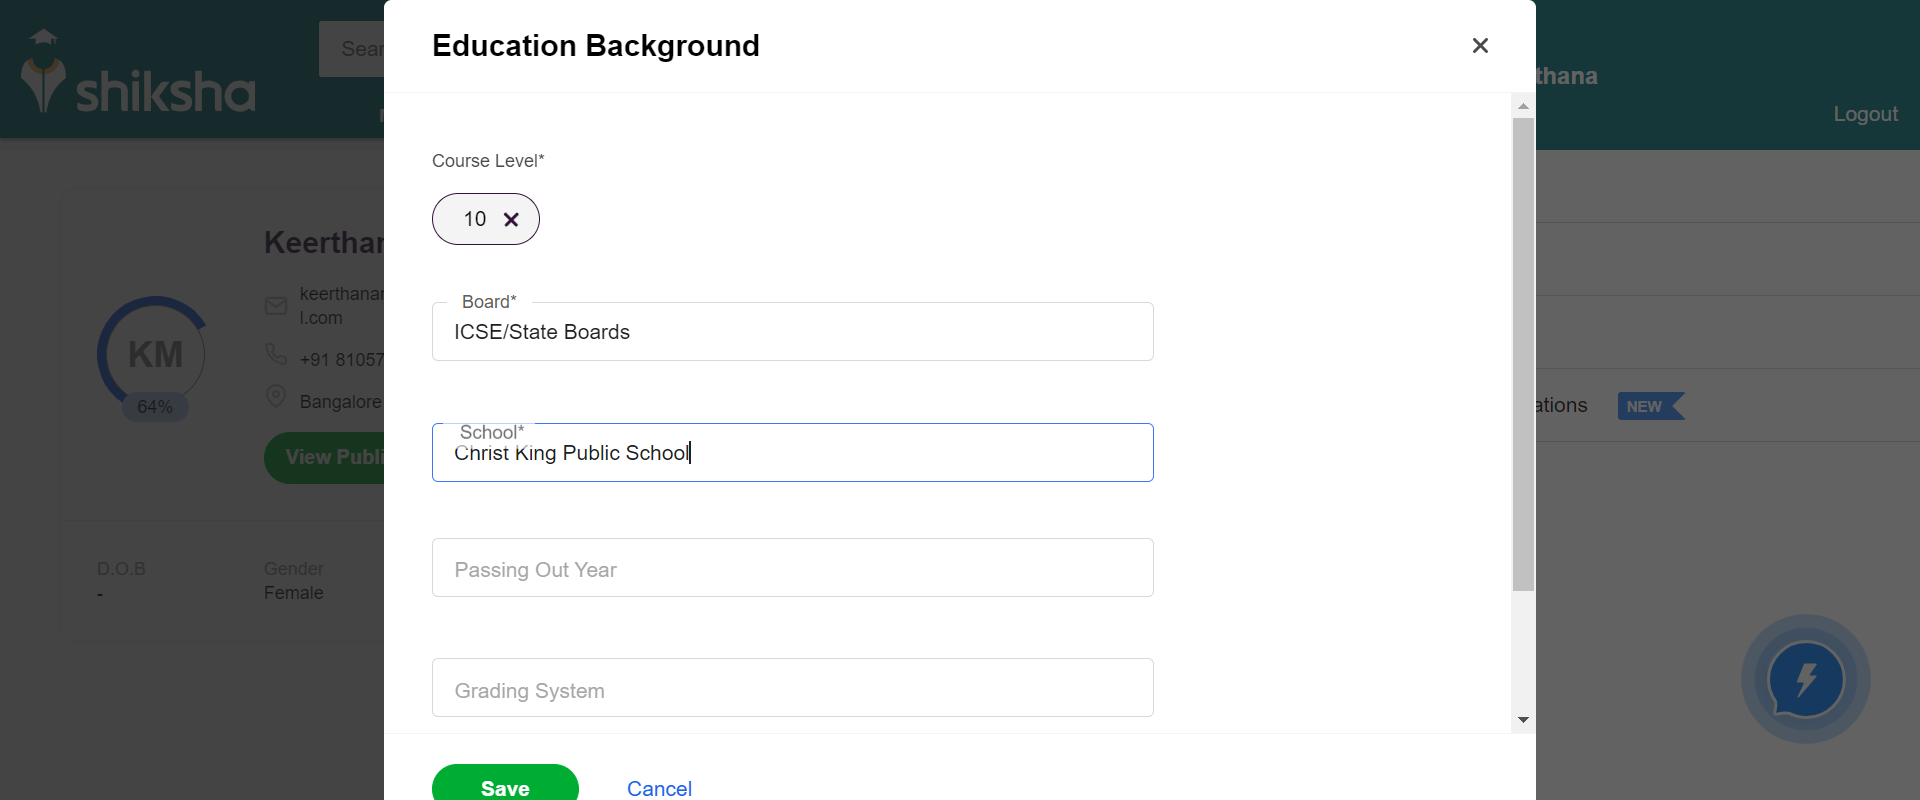 shiksha
Sear
Education Background
thana
Logout
Course Level*
10
Board*
ICSE/State Boards
School*
Christ King Public School
Passing Out Year
Grading System
Save
Cancel
Keerthan
keerthanar
l.com
KM
64%
+91 81057
Bangalore
View Publi
D.O.B
-
Gender
Female
ations
NEW